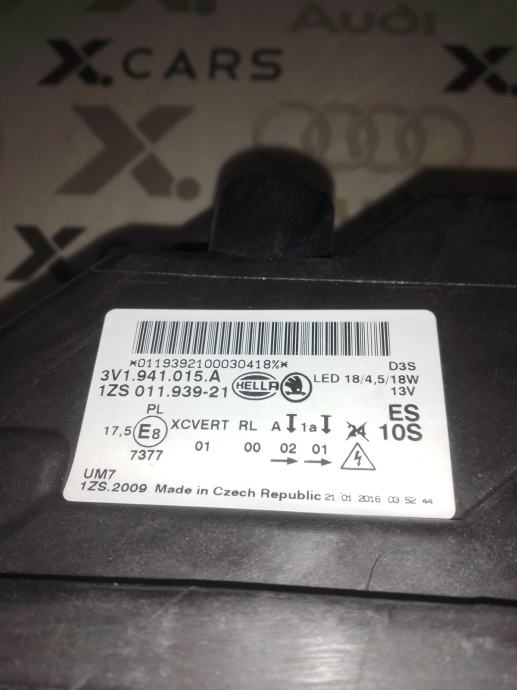 Audi
X.CARS
X.
X.
X.
*0119392100030418%*
3V1.941.015.A
1ZS 011.939-21
HELLA
D3S
LED 18/4,5/18W
13V
PL
17,5 E8 XCVERT RL A 1a 24 10S
ES
7377 01 00 02 01
UM7
1ZS.2009 Made in Czech Republic 21 01 2016 03 52 44